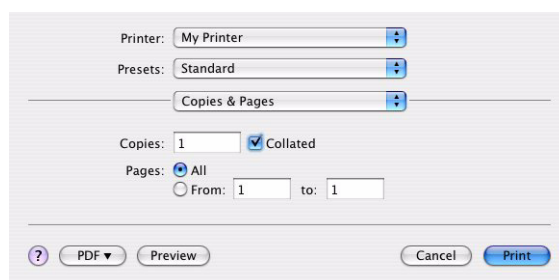 Printer: My Printer
Presets: Standard
Copies & Pages
Copies: 1 Collated
Pages: All
From: 1 to: 1
? PDF ▼ Preview Cancel Print